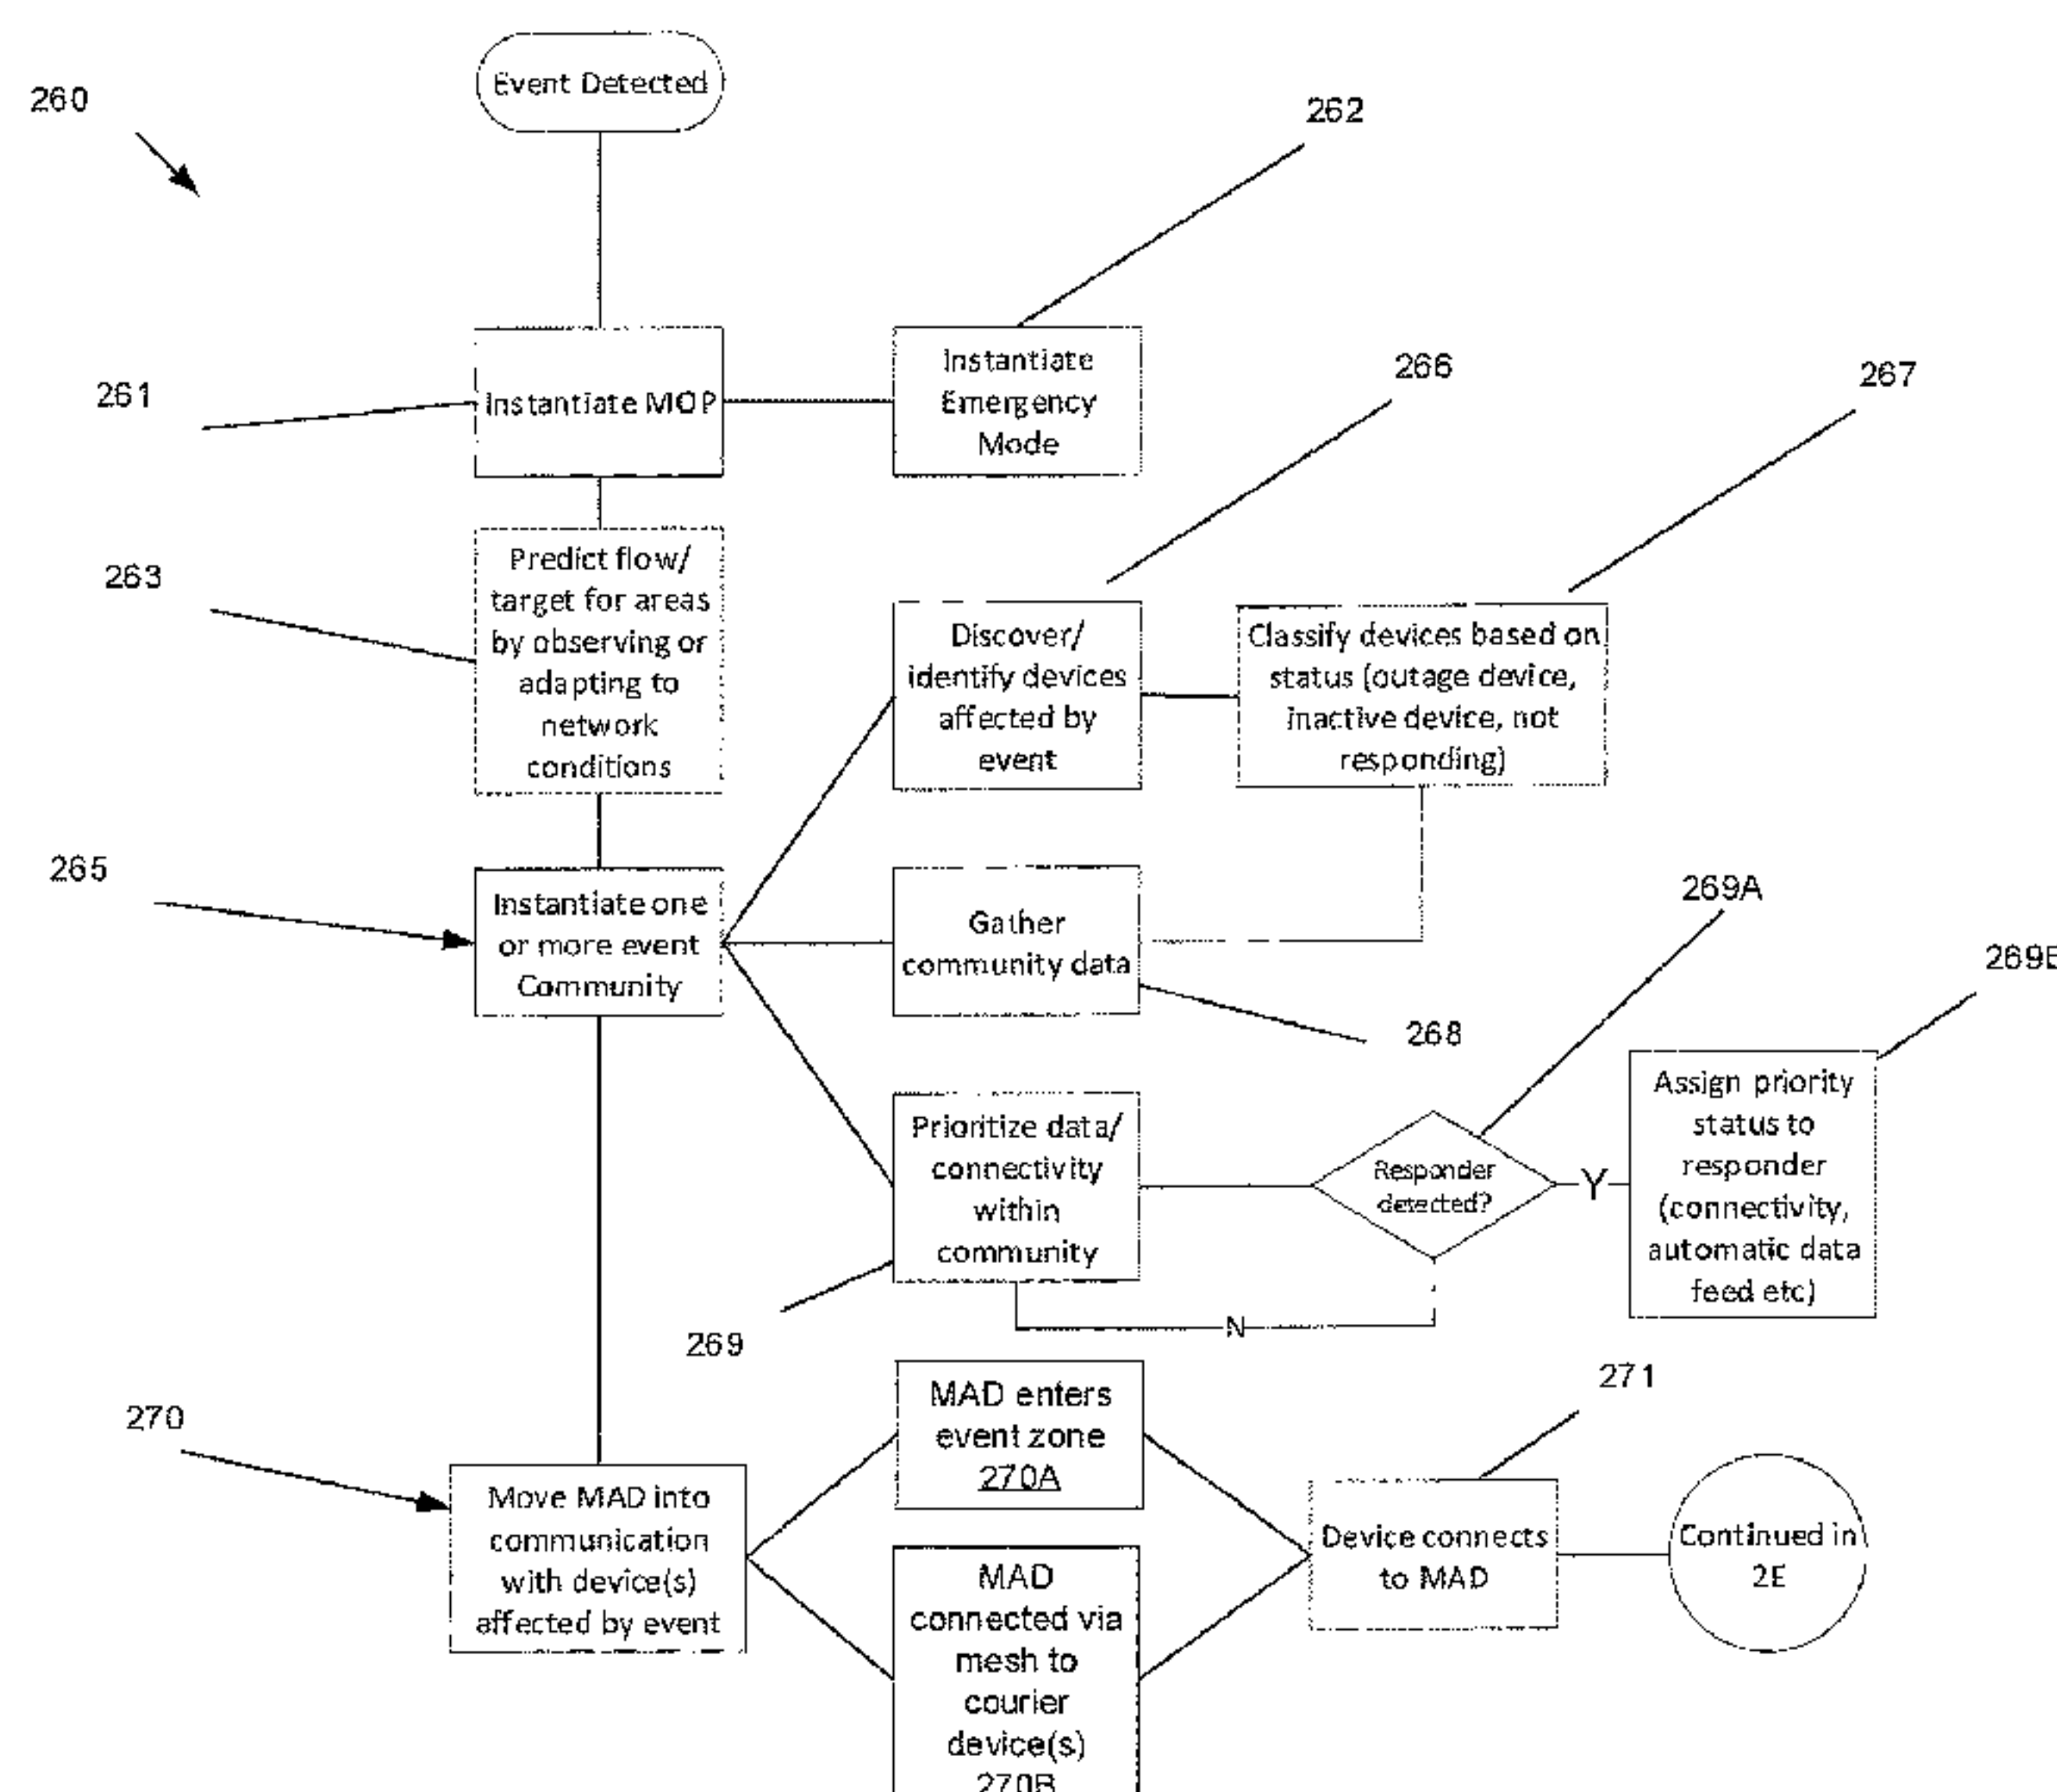 260
Event Detected
262
261
Instantiate MOP
Instantiate
Emergency
Mode
266
267
263
Predict flow/
target for areas
by observing or
adapting to
network
conditions
Discover/
identify devices
affected by
event
Classify devices based on
status (outage device,
inactive device, not
responding)
265
Instantiate one
or more event
Community
Gather
community data
268
269A
269B
Prioritize data/
connectivity
within
community
269
Responder
detected?
Y
N
Assign priority
status to
responder
(connectivity,
automatic data
feed etc)
270
Move MAD into
communication
with device(s)
affected by event
MAD enters
event zone
270A
MAD
connected via
mesh to
courier
device(s)
270B
271
Device connects
to MAD
Continued in
2E